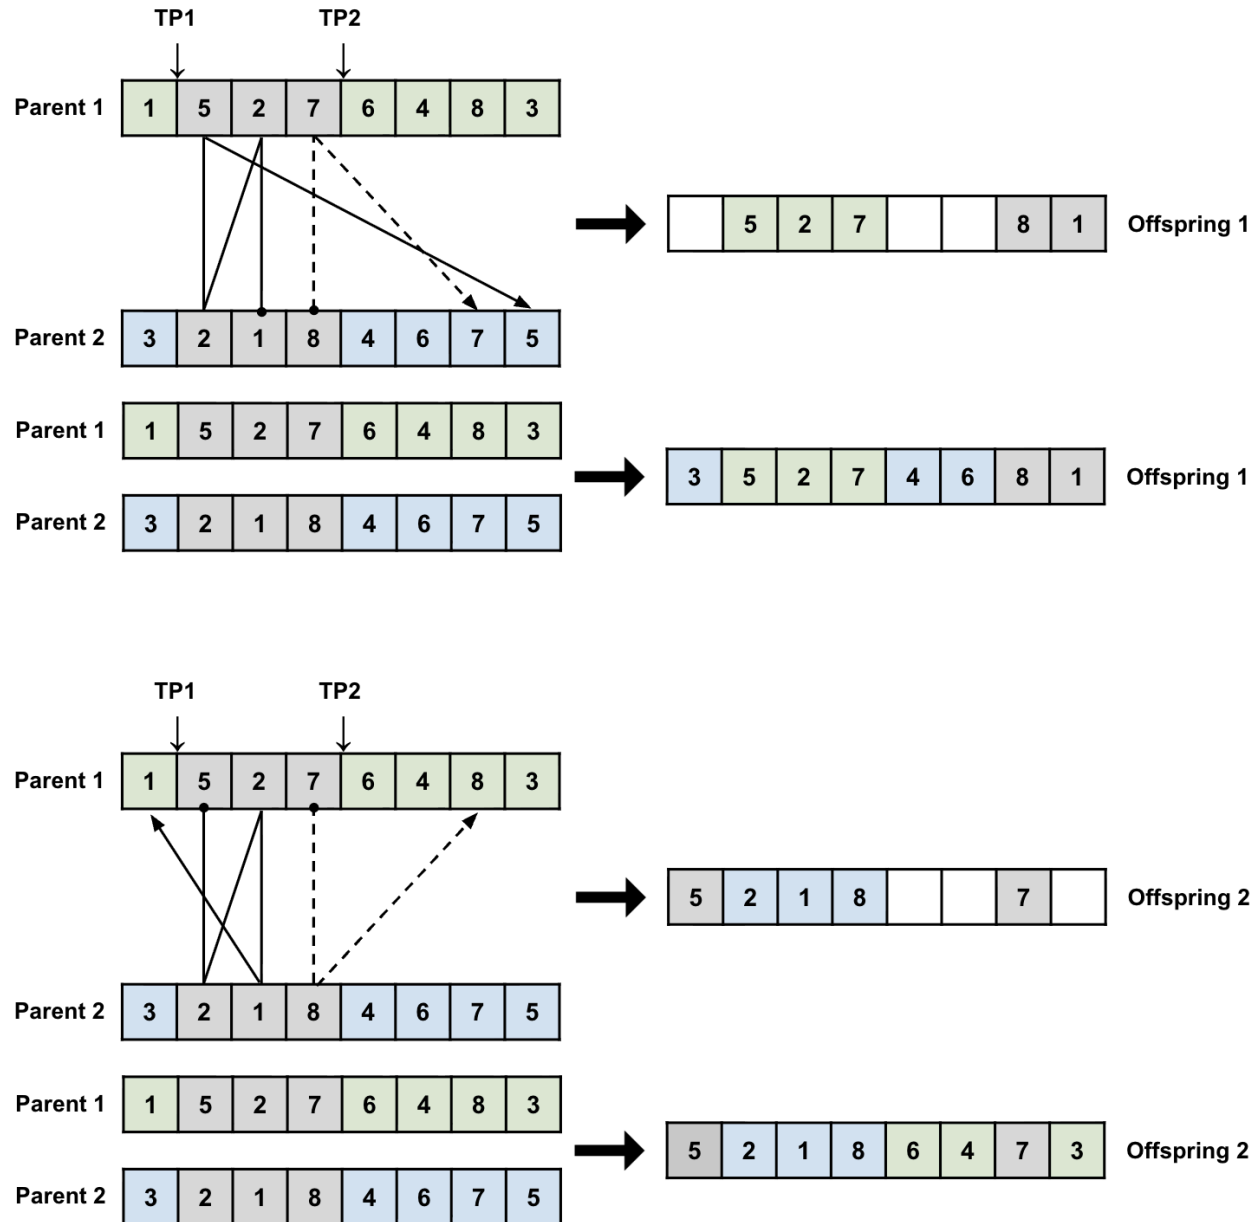 TP1 TP2
Parent 1 1 5 2 7 6 4 8 3
5 2 7 8 1 Offspring 1
Parent 2 3 2 1 8 4 6 7 5
Parent 1 1 5 2 7 6 4 8 3
3 5 2 7 4 6 8 1 Offspring 1
Parent 2 3 2 1 8 4 6 7 5
TP1 TP2
Parent 1 1 5 2 7 6 4 8 3
5 2 1 8 7 Offspring 2
Parent 2 3 2 1 8 4 6 7 5
Parent 1 1 5 2 7 6 4 8 3
5 2 1 8 6 4 7 3 Offspring 2
Parent 2 3 2 1 8 4 6 7 5